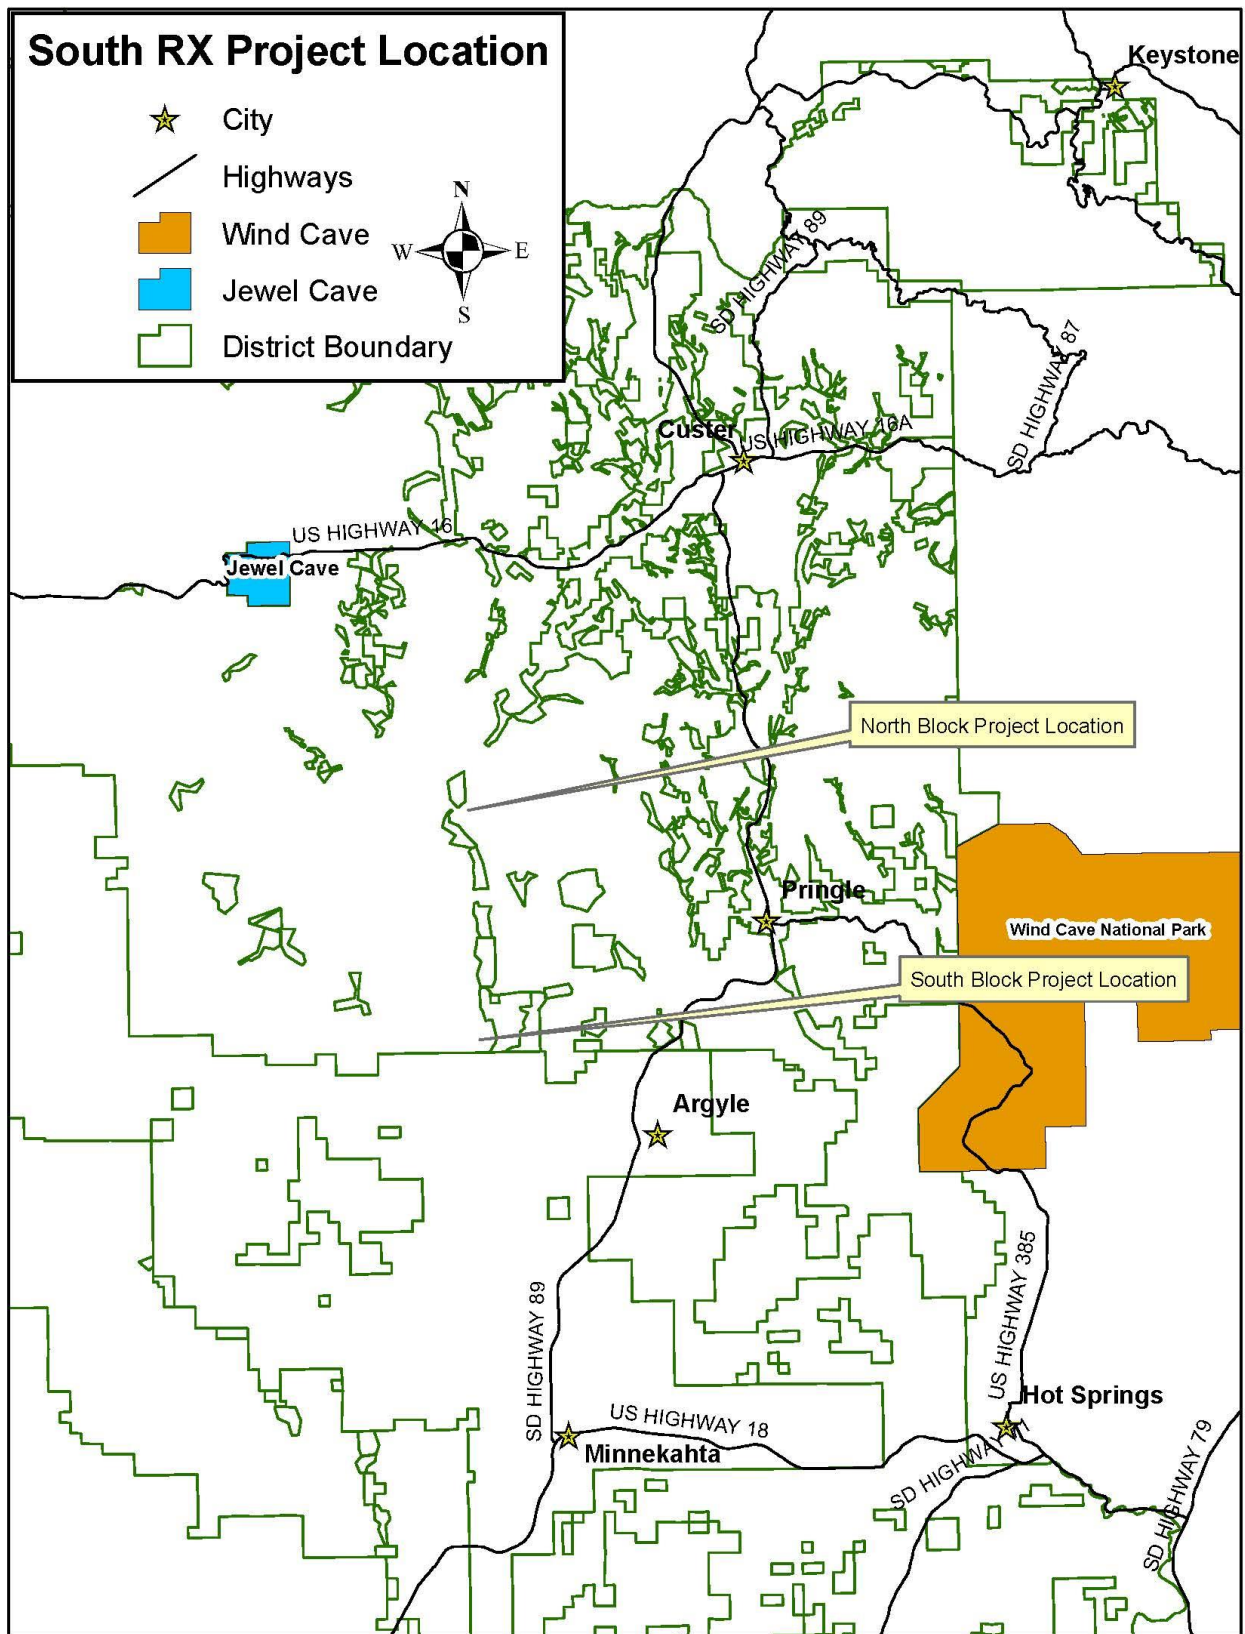 South RX Project Location
City
Highways
Wind Cave
Jewel Cave
District Boundary
N
W
E
S
Keystone
SD HIGHWAY 89
SD HIGHWAY 87
Custer
US HIGHWAY 16A
US HIGHWAY 16
Jewel Cave
North Block Project Location
Pringle
Wind Cave National Park
South Block Project Location
Argyle
US HIGHWAY 385
SD HIGHWAY 89
Hot Springs
US HIGHWAY 18
Minnekahta
SD HIGHWAY
SD HIGHWAY 79